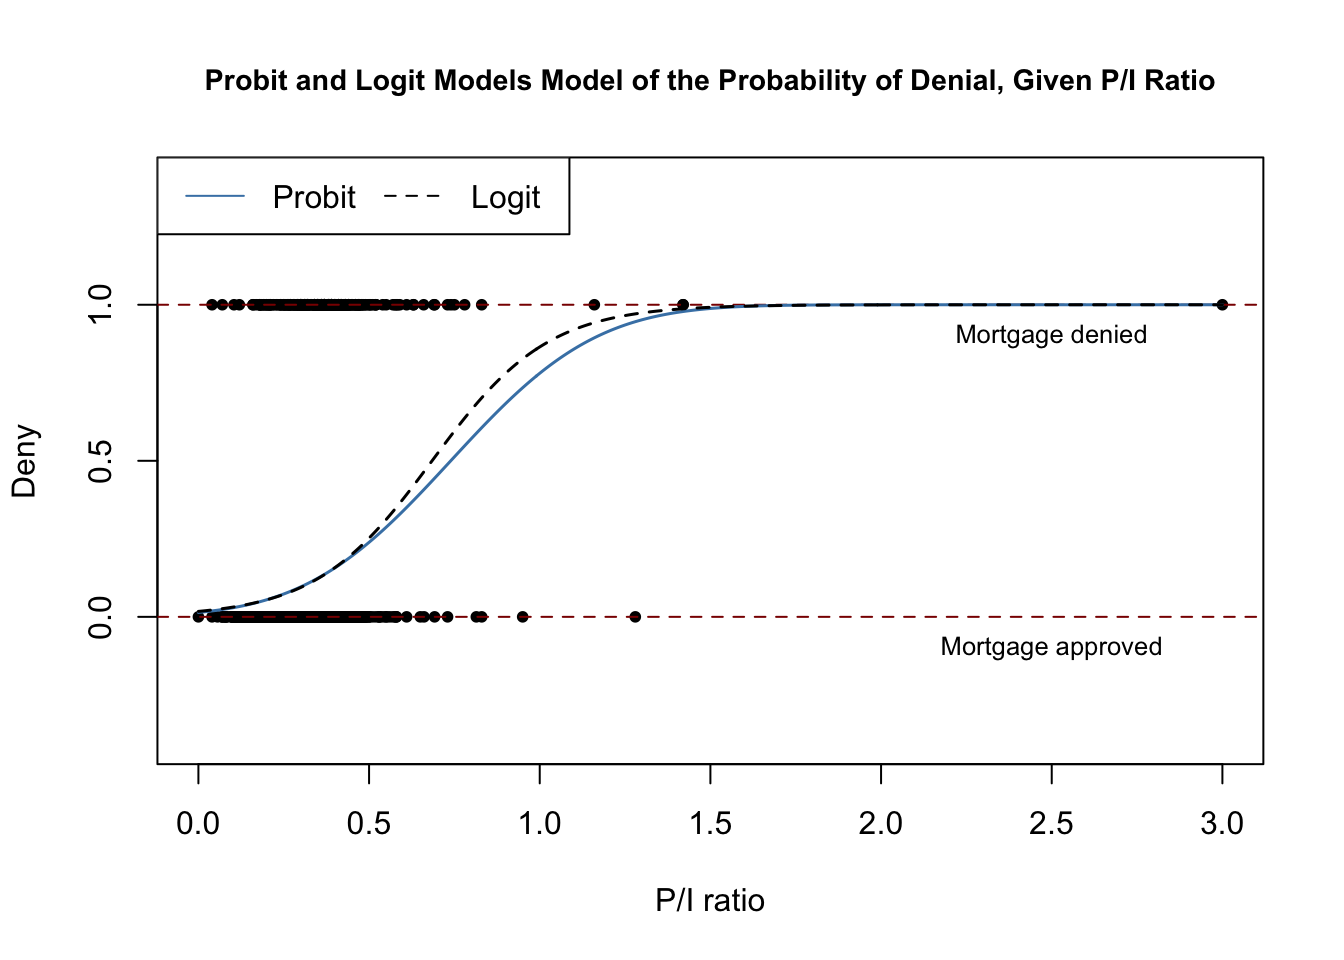 Probit and Logit Models Model of the Probability of Denial, Given P/I Ratio
Probit Logit
1.0
Mortgage denied
Deny
0.5
0.0
Mortgage approved
0.0 0.5 1.0 1.5 2.0 2.5 3.0
P/I ratio